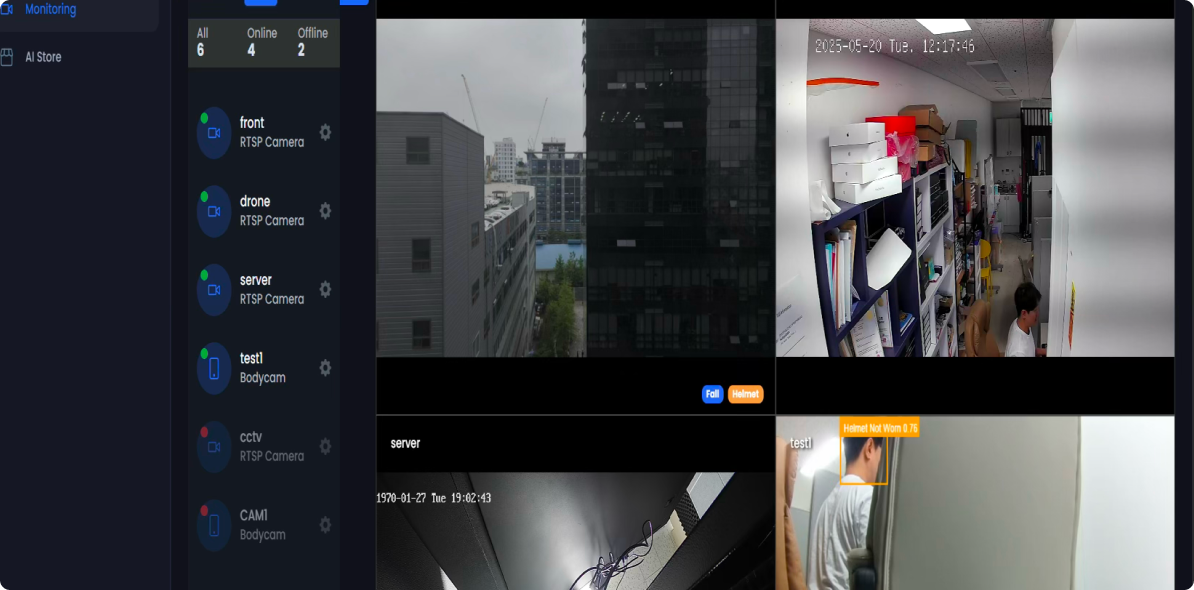 Monitoring
AI Store
All Online Offline
6 4 2
front
RTSP Camera
drone
RTSP Camera
server
RTSP Camera
test1
Bodycam
cctv
RTSP Camera
CAM1
Bodycam
2025-05-20 Tue. 12:17:46
Fall Helmet
server
1970-01-27 Tue 19:02:43
Helmet Not Warn 0.76
test1